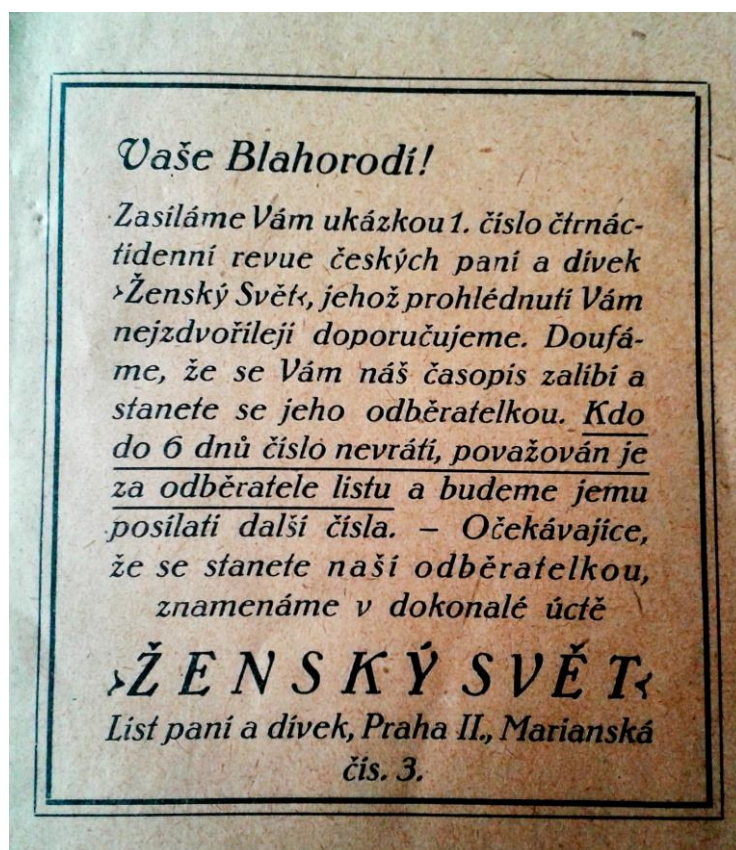 Vaše Blahorodí!
Zasíláme Vám ukázkou 1. číslo čtrnác-
tidenní revue českých paní a dívek
›Ženský Svět‹, jehož prohlédnutí Vám
nejzdvořileji doporučujeme. Doufá-
me, že se Vám náš časopis zalíbí a
stanete se jeho odběratelkou. Kdo
do 6 dnů číslo nevrátí, považován je
za odběratele listu a budeme jemu
posílati další čísla. – Očekávajíce,
že se stanete naší odběratelkou,
znamenáme v dokonalé úctě
›ŽENSKÝ SVĚT‹
List paní a dívek, Praha II., Marianská
čís. 3.